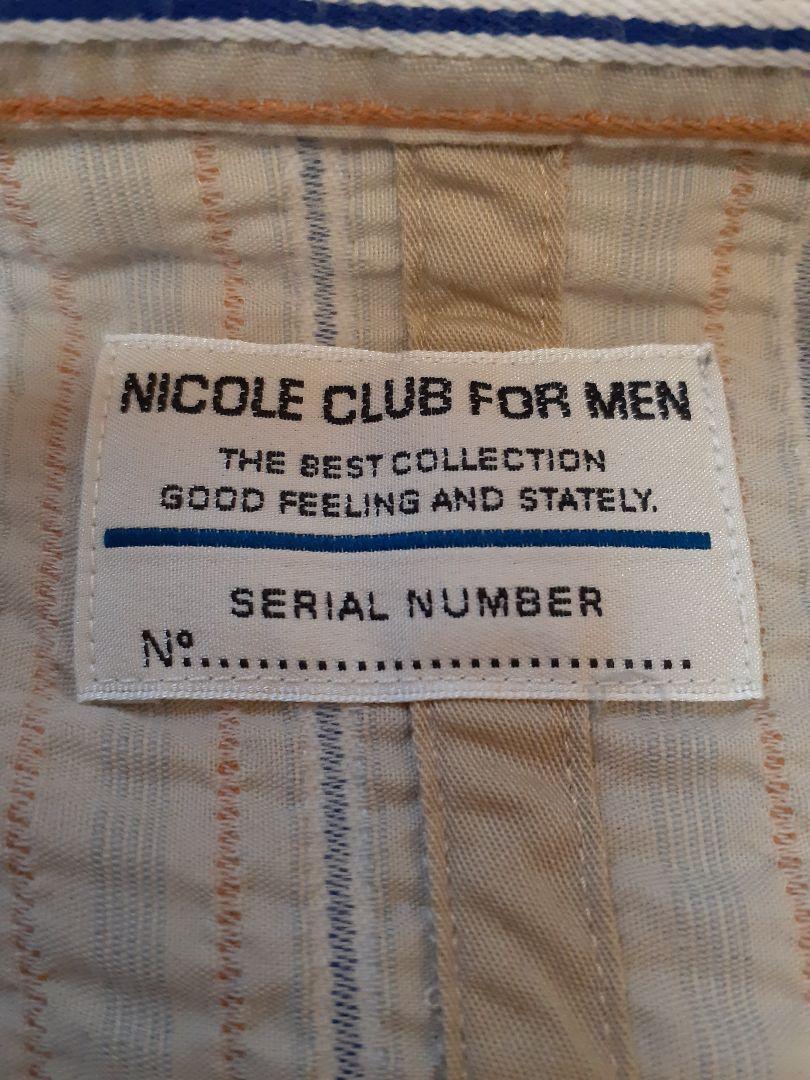 NICOLE CLUB FOR MEN
THE BEST COLLECTION
GOOD FEELING AND STATELY.
SERIAL NUMBER
Nº..............................